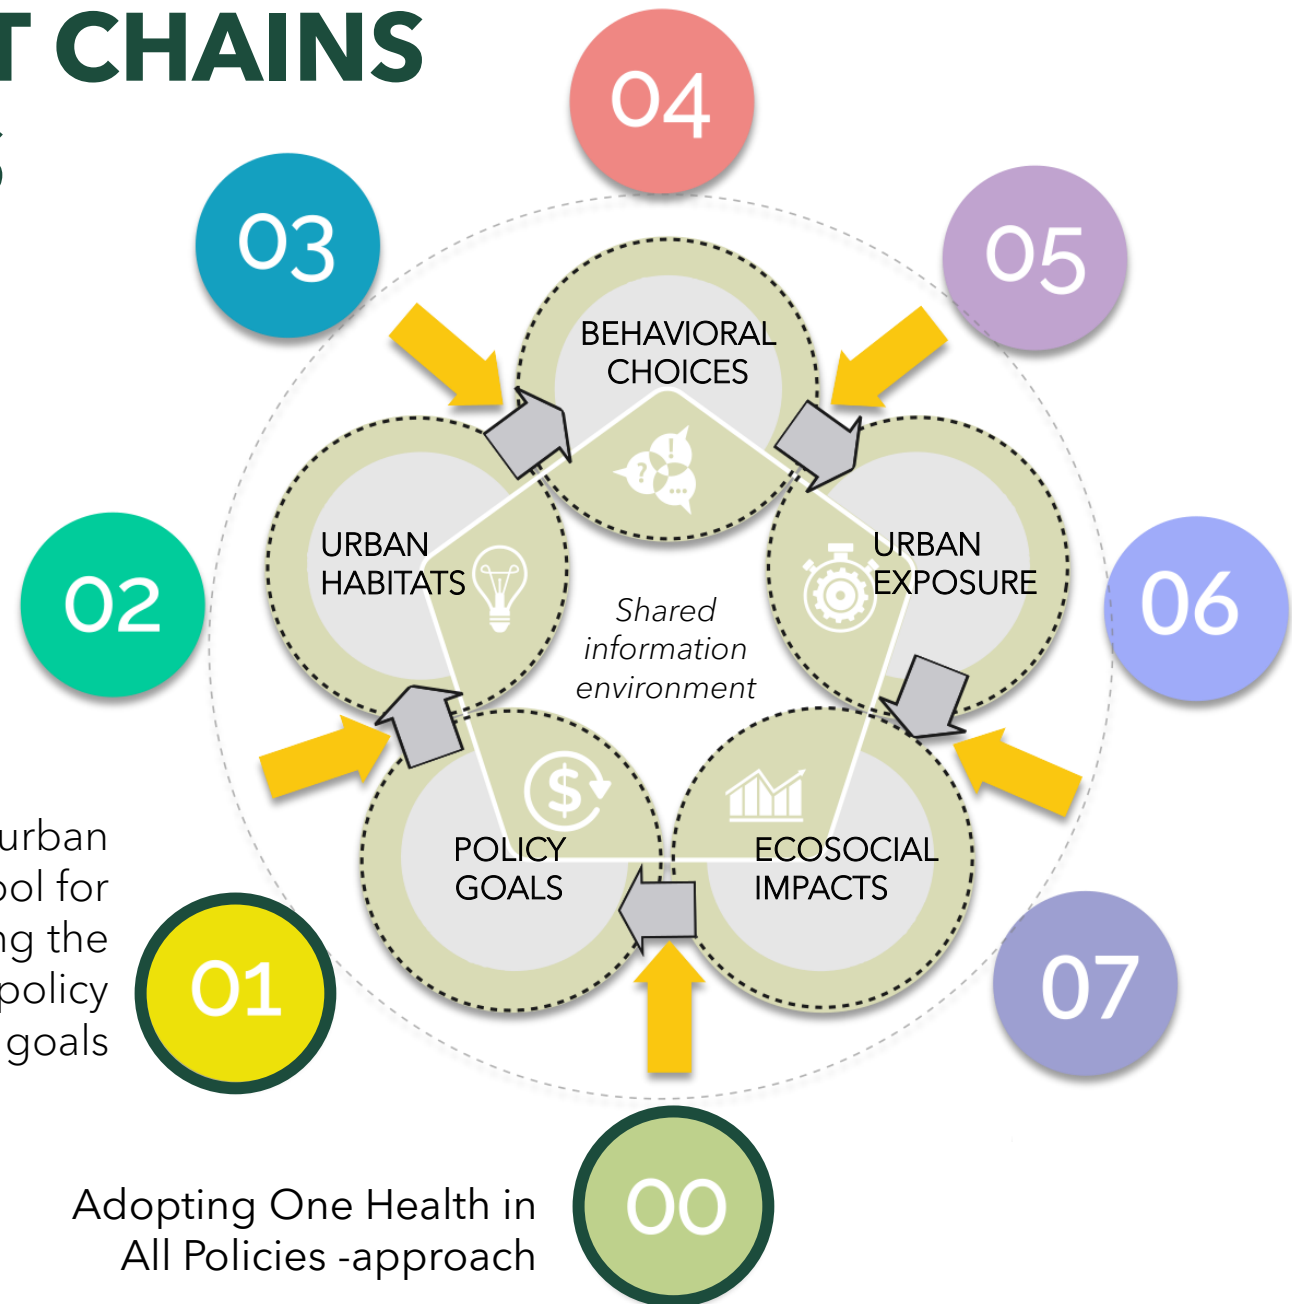 T CHAINS
S
04
03
05
BEHAVIORAL
CHOICES
URBAN
HABITATS
URBAN
EXPOSURE
02
06
Shared
information
environment
POLICY
GOALS
ECOSOCIAL
IMPACTS
urban
ool for
ng the
policy
goals
01
07
00
Adopting One Health in
All Policies -approach